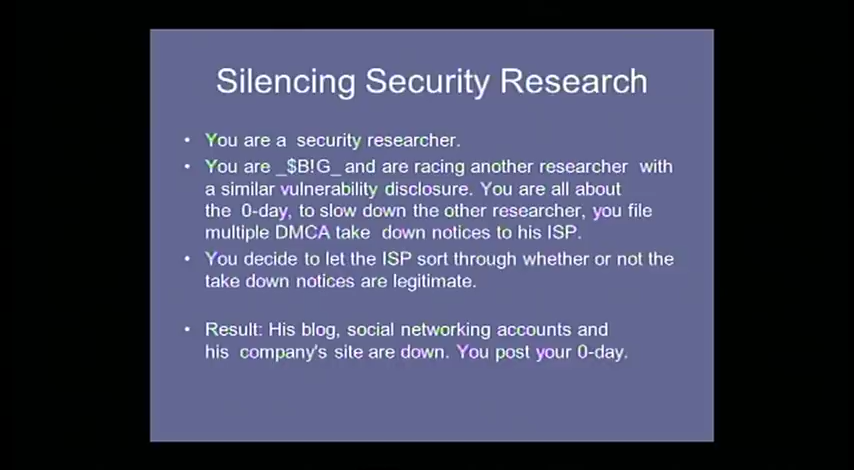 Silencing Security Research
• You are a security researcher.
• You are _$B!G_ and are racing another researcher with
a similar vulnerability disclosure. You are all about
the 0-day, to slow down the other researcher, you file
multiple DMCA take down notices to his ISP.
• You decide to let the ISP sort through whether or not the
take down notices are legitimate.
• Result: His blog, social networking accounts and
his company's site are down. You post your 0-day.